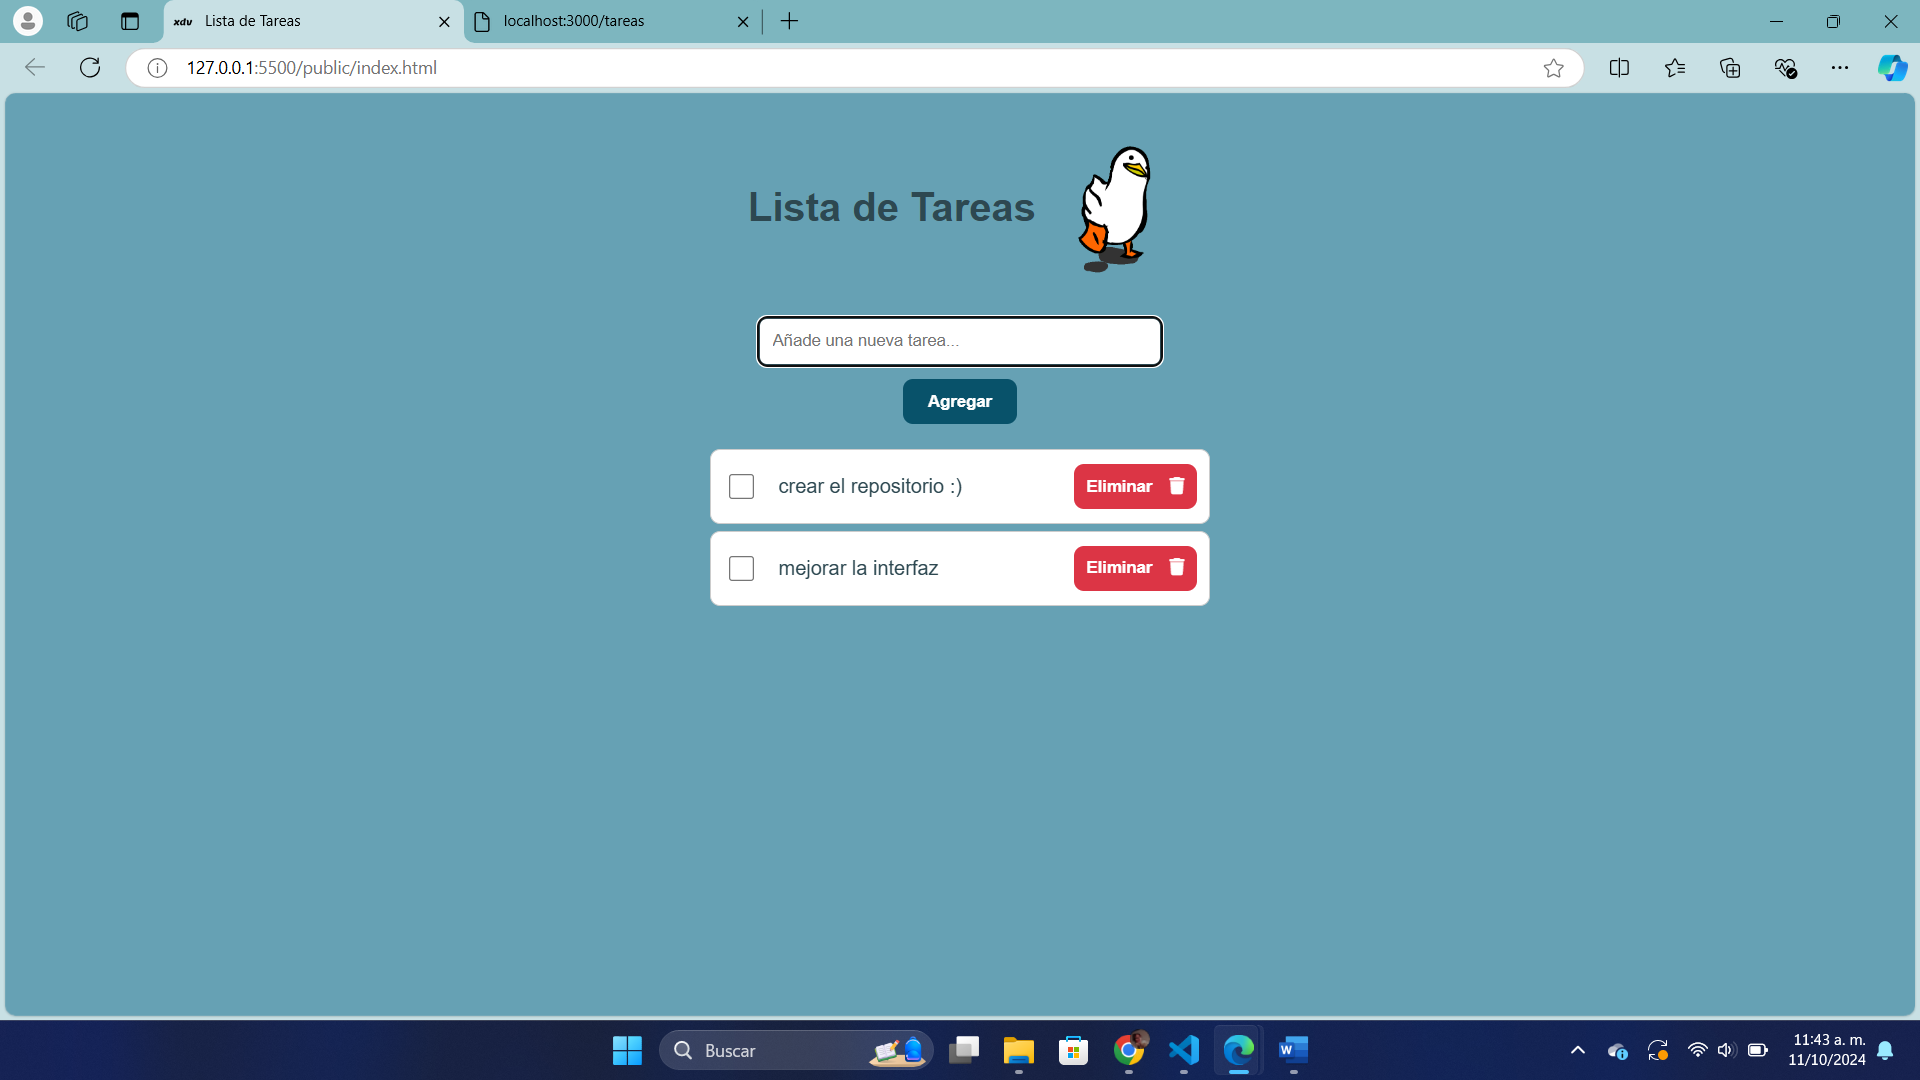 xdv Lista de Tareas
localhost:3000/tareas
127.0.0.1:5500/public/index.html
Lista de Tareas
Añade una nueva tarea...
Agregar
crear el repositorio :)
Eliminar
mejorar la interfaz
Eliminar
Buscar
W
11:43 a. m.
11/10/2024